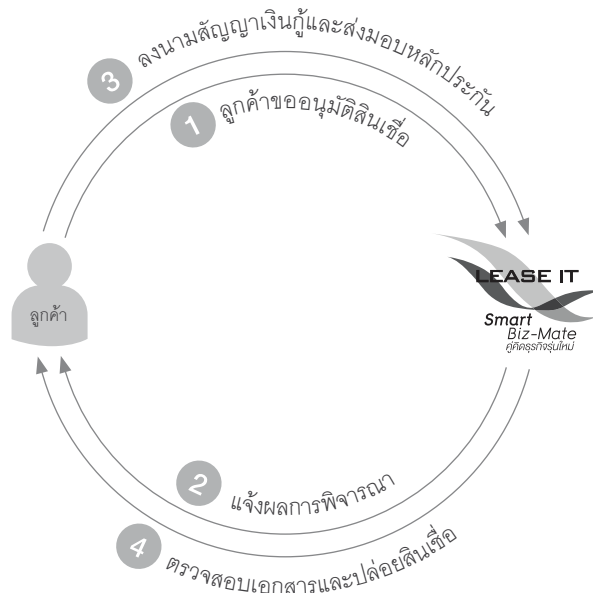 3 ลงนามสัญญาเงินกู้และส่งมอบหลักประกัน
1 ลูกค้าขออนุมัติสินเชื่อ
ลูกค้า
LEASE IT
Smart
Biz-Mate
คู่คิดธุรกิจรุ่นใหม่
2 แจ้งผลการพิจารณา
4 ตรวจสอบเอกสารและปล่อยสินเชื่อ